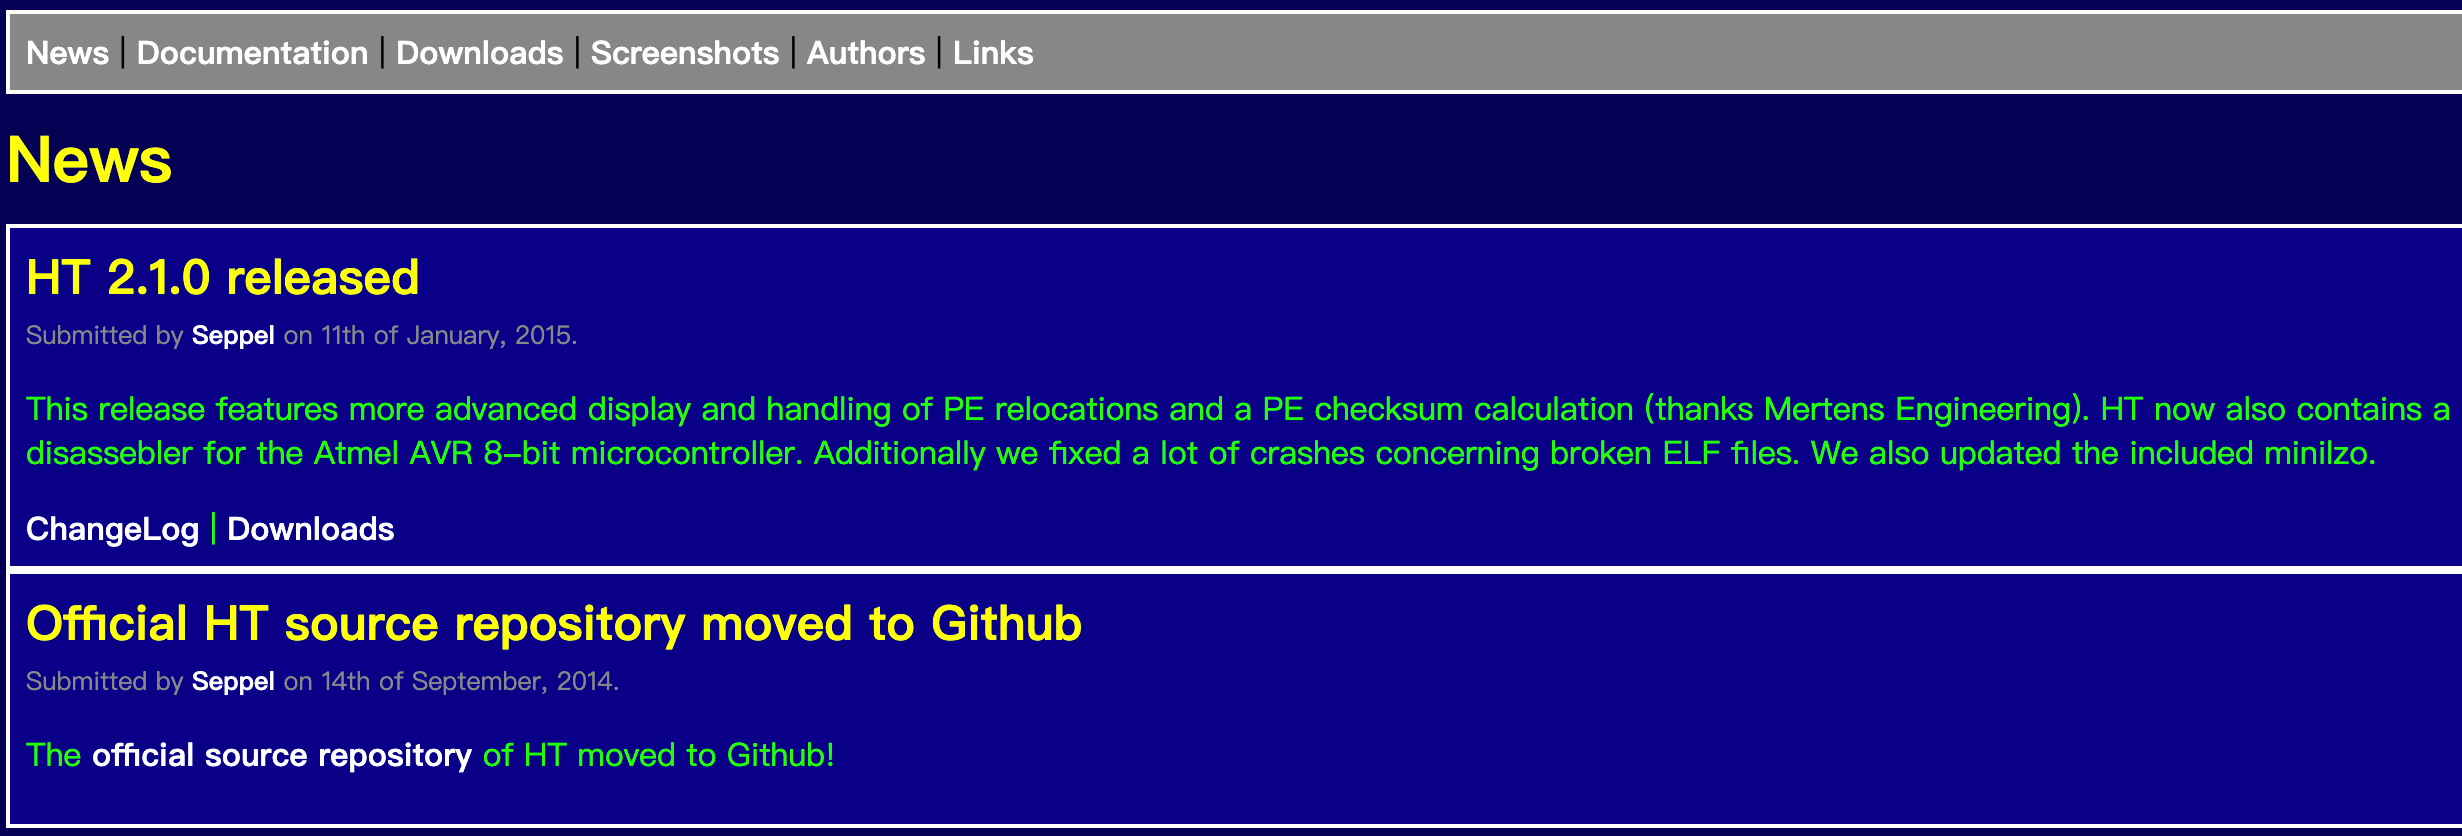 News | Documentation | Downloads | Screenshots | Authors | Links
News
HT 2.1.0 released
Submitted by Seppel on 11th of January, 2015.
This release features more advanced display and handling of PE relocations and a PE checksum calculation (thanks Mertens Engineering). HT now also contains a
disassebler for the Atmel AVR 8-bit microcontroller. Additionally we fixed a lot of crashes concerning broken ELF files. We also updated the included minilzo.
ChangeLog | Downloads
Official HT source repository moved to Github
Submitted by Seppel on 14th of September, 2014.
The official source repository of HT moved to Github!